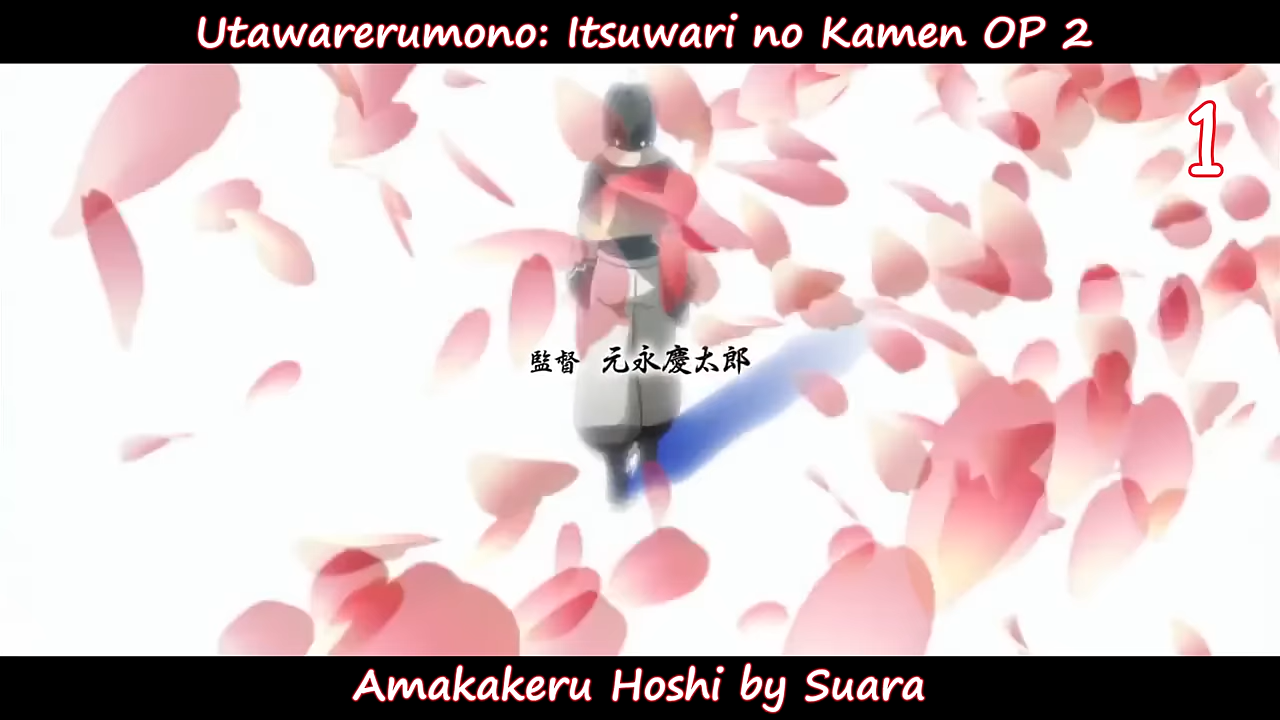 Utawarerumono: Itsuwari no Kamen OP 2
1
監督 元永慶太郎
Amakakeru Hoshi by Suara